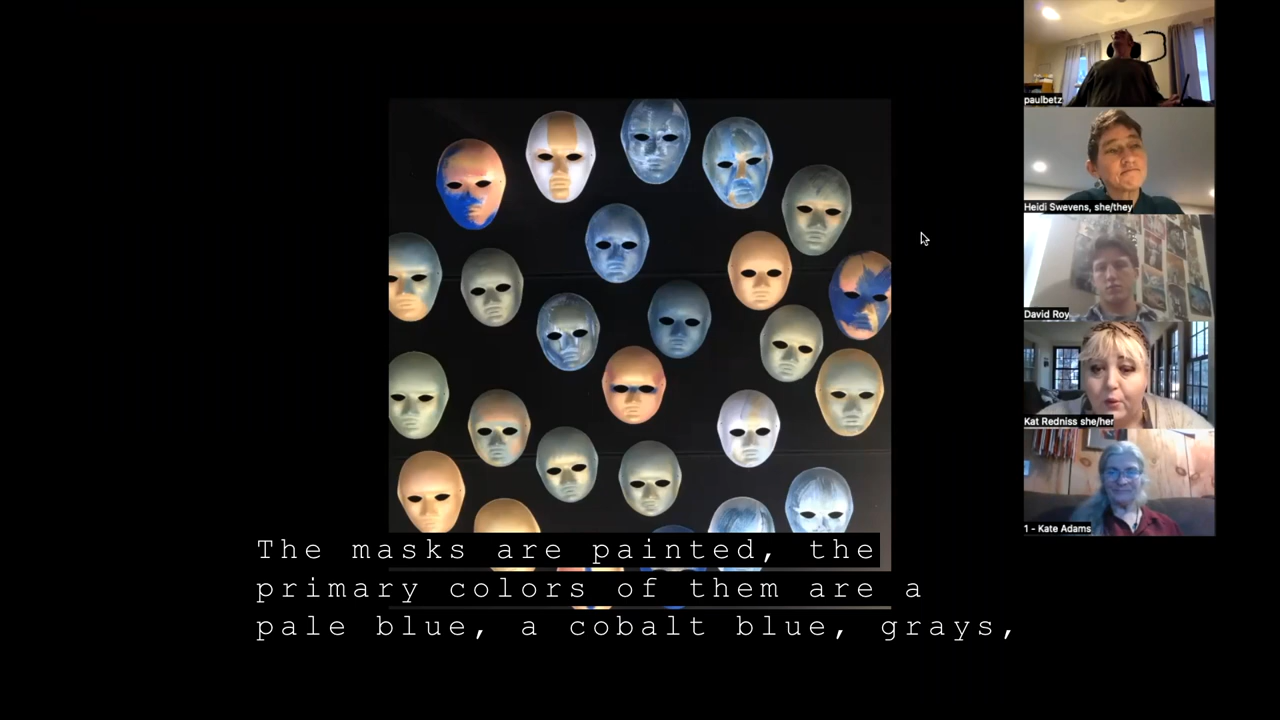 paulbetz
Heidi Swevens, she/they
David Roy
Kat Redniss she/her
1 - Kate Adams
The masks are painted, the
primary colors of them are a
pale blue, a cobalt blue, grays,